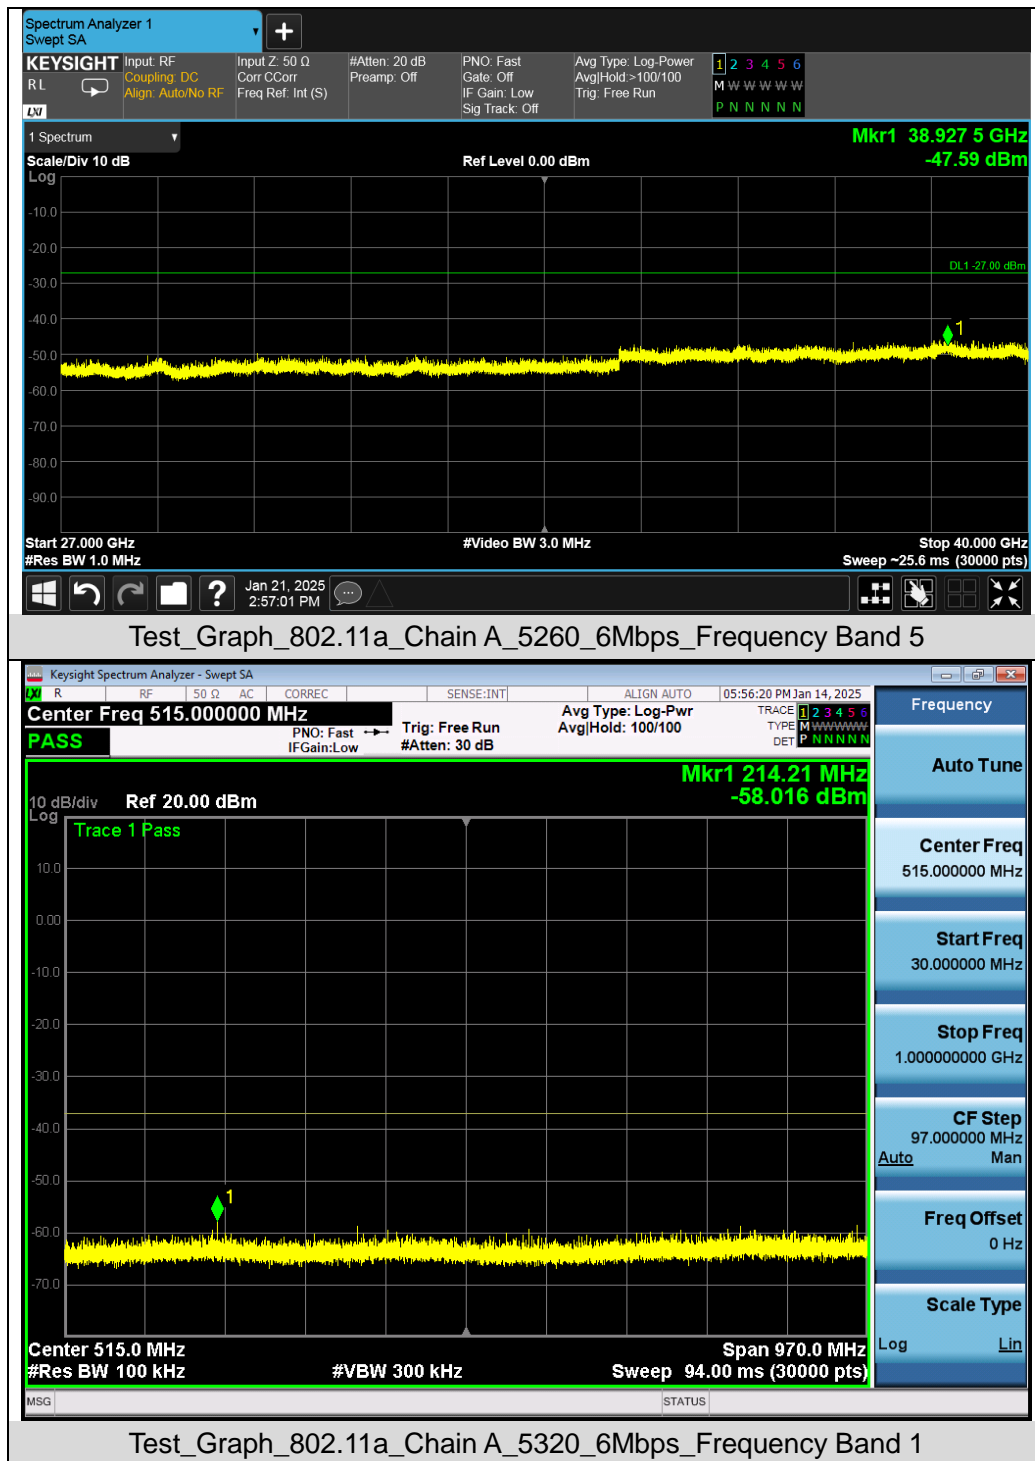 Spectrum Analyzer 1
Swept SA
KEYSIGHT
R L
LXI
Input: RF
Coupling: DC
Align: Auto/No RF
Input Z: 50 Ω
Corr CCorr
Freq Ref: Int (S)
#Atten: 20 dB
Preamp: Off
PNO: Fast
Gate: Off
IF Gain: Low
Sig Track: Off
Avg Type: Log-Power
Avg|Hold:>100/100
Trig: Free Run
1 2 3 4 5 6
M W W W W W
P N N N N N
1 Spectrum
Mkr1 38.927 5 GHz
Scale/Div 10 dB
Ref Level 0.00 dBm
-47.59 dBm
Log
-10.0
-20.0
DL1 -27.00 dBm
-30.0
-40.0
1
-50.0
-60.0
-70.0
-80.0
-90.0
Start 27.000 GHz
#Video BW 3.0 MHz
Stop 40.000 GHz
#Res BW 1.0 MHz
Sweep ~25.6 ms (30000 pts)
?
Jan 21, 2025
2:57:01 PM
Test_Graph_802.11a_Chain A_5260_6Mbps_Frequency Band 5
Keysight Spectrum Analyzer - Swept SA
LXI R RF 50 Ω AC CORREC SENSE:INT ALIGN AUTO 05:56:20 PM Jan 14, 2025
Center Freq 515.000000 MHz
PASS
PNO: Fast
IFGain:Low
Trig: Free Run
#Atten: 30 dB
Avg Type: Log-Pwr
Avg|Hold: 100/100
TRACE 1 2 3 4 5 6
TYPE M W W W W W
DET P N N N N N
Frequency
Auto Tune
Mkr1 214.21 MHz
-58.016 dBm
10 dB/div Ref 20.00 dBm
Log
Trace 1 Pass
10.0
0.00
-10.0
-20.0
-30.0
-40.0
-50.0
1
-60.0
-70.0
Center Freq
515.000000 MHz
Start Freq
30.000000 MHz
Stop Freq
1.000000000 GHz
CF Step
97.000000 MHz
Auto Man
Freq Offset
0 Hz
Scale Type
Log Lin
Center 515.0 MHz
Span 970.0 MHz
#Res BW 100 kHz
#VBW 300 kHz
Sweep 94.00 ms (30000 pts)
MSG
STATUS
Test_Graph_802.11a_Chain A_5320_6Mbps_Frequency Band 1